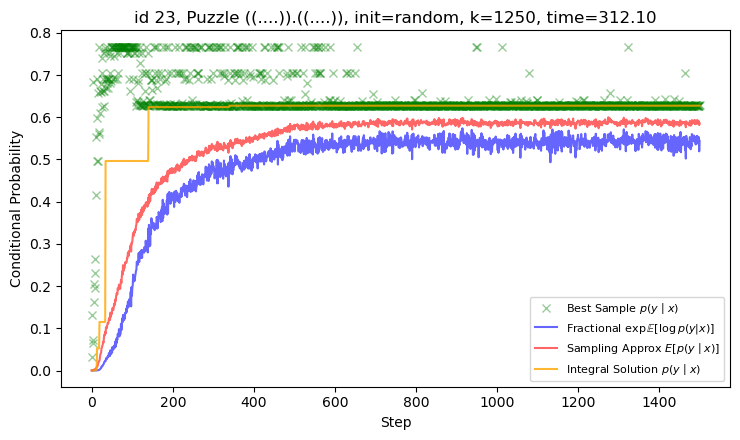 id 23, Puzzle ((....)).((....)), init=random, k=1250, time=312.10
Conditional Probability
0.8
0.7
0.6
0.5
0.4
0.3
0.2
0.1
0.0
0
200
400
600
800
1000
1200
1400
Step
Best Sample p(y | x)
Fractional exp 𝔼[log p(y|x)]
Sampling Approx E[p(y | x)]
Integral Solution p(y | x)